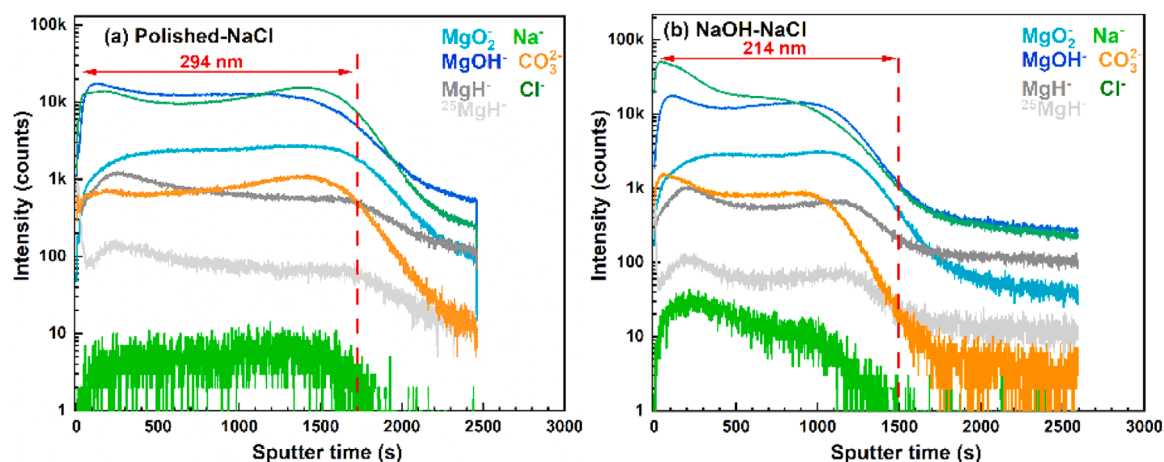 (a) Polished-NaCl
294 nm
MgO₂⁻ Na⁻
MgOH⁻ CO₃²⁻
MgH⁻ Cl⁻
²⁵MgH⁻
Intensity (counts)
100k
10k
1k
100
10
1
0 500 1000 1500 2000 2500 3000
Sputter time (s)
(b) NaOH-NaCl
214 nm
MgO₂⁻ Na⁻
MgOH⁻ CO₃²⁻
MgH⁻ Cl⁻
²⁵MgH⁻
Intensity (counts)
100k
10k
1k
100
10
1
0 500 1000 1500 2000 2500 3000
Sputter time (s)